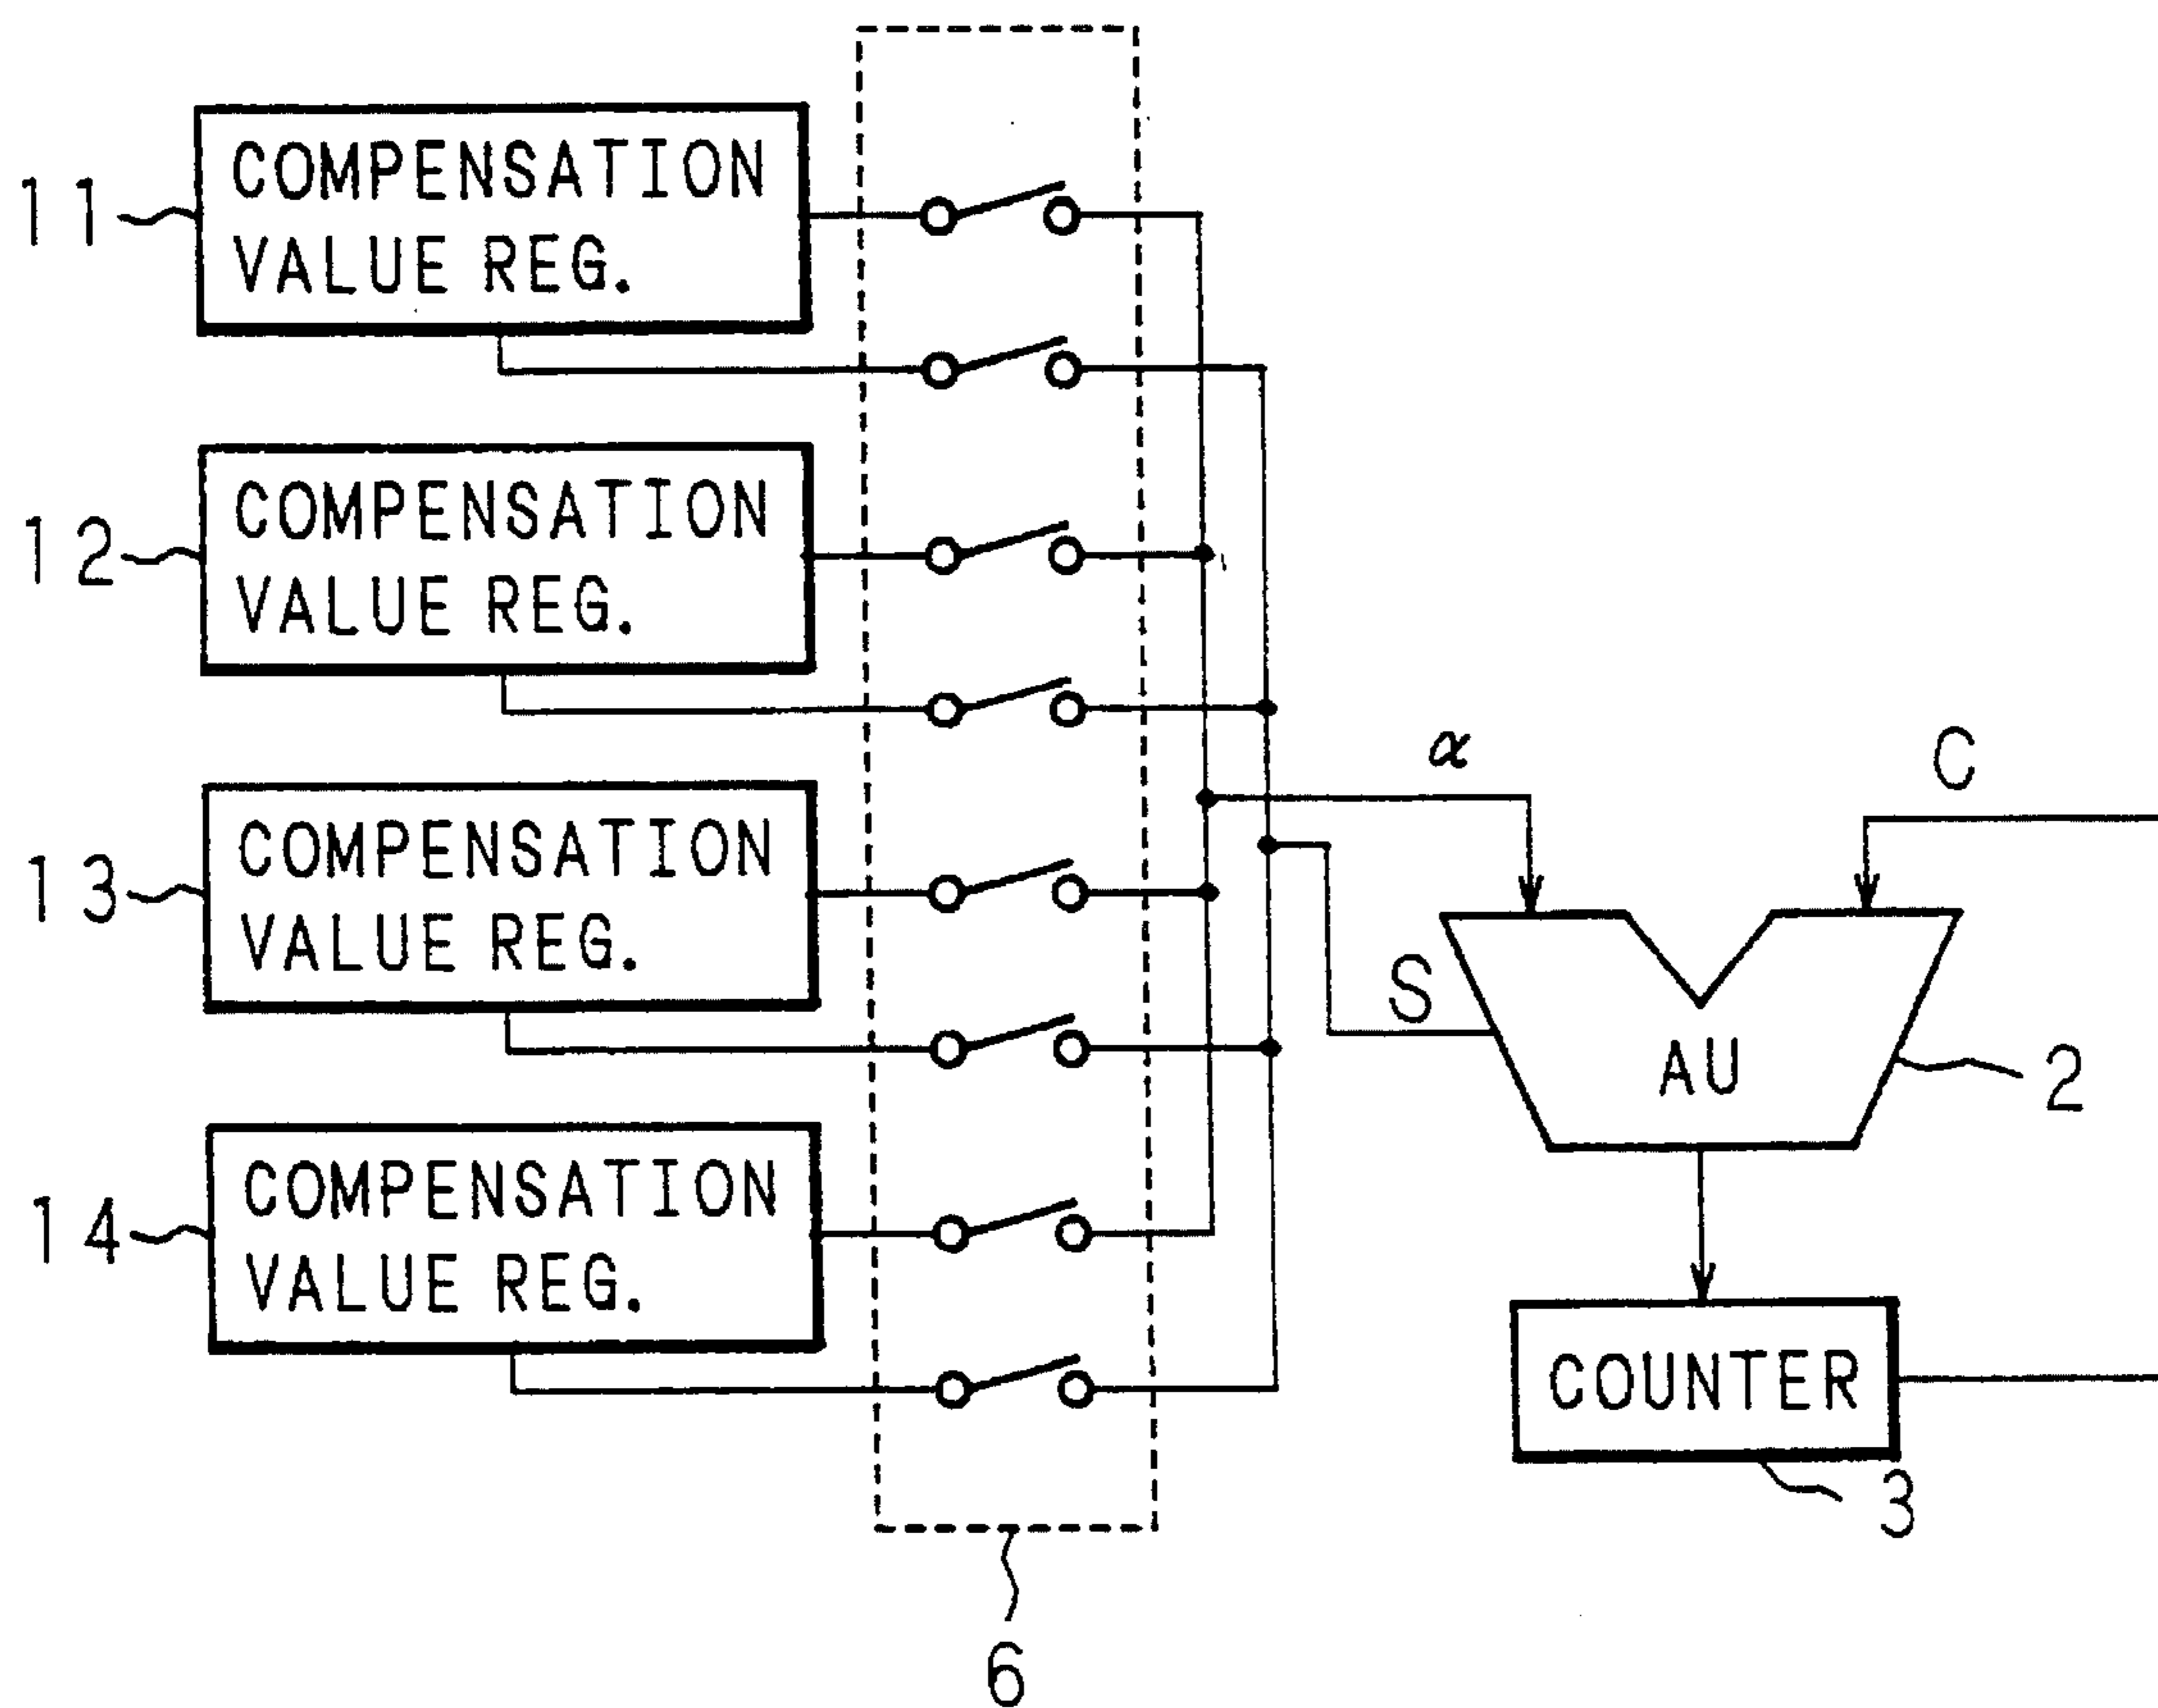 11
COMPENSATION
VALUE REG.
12
COMPENSATION
VALUE REG.
13
COMPENSATION
VALUE REG.
14
COMPENSATION
VALUE REG.
6
α
C
S
AU
2
COUNTER
3